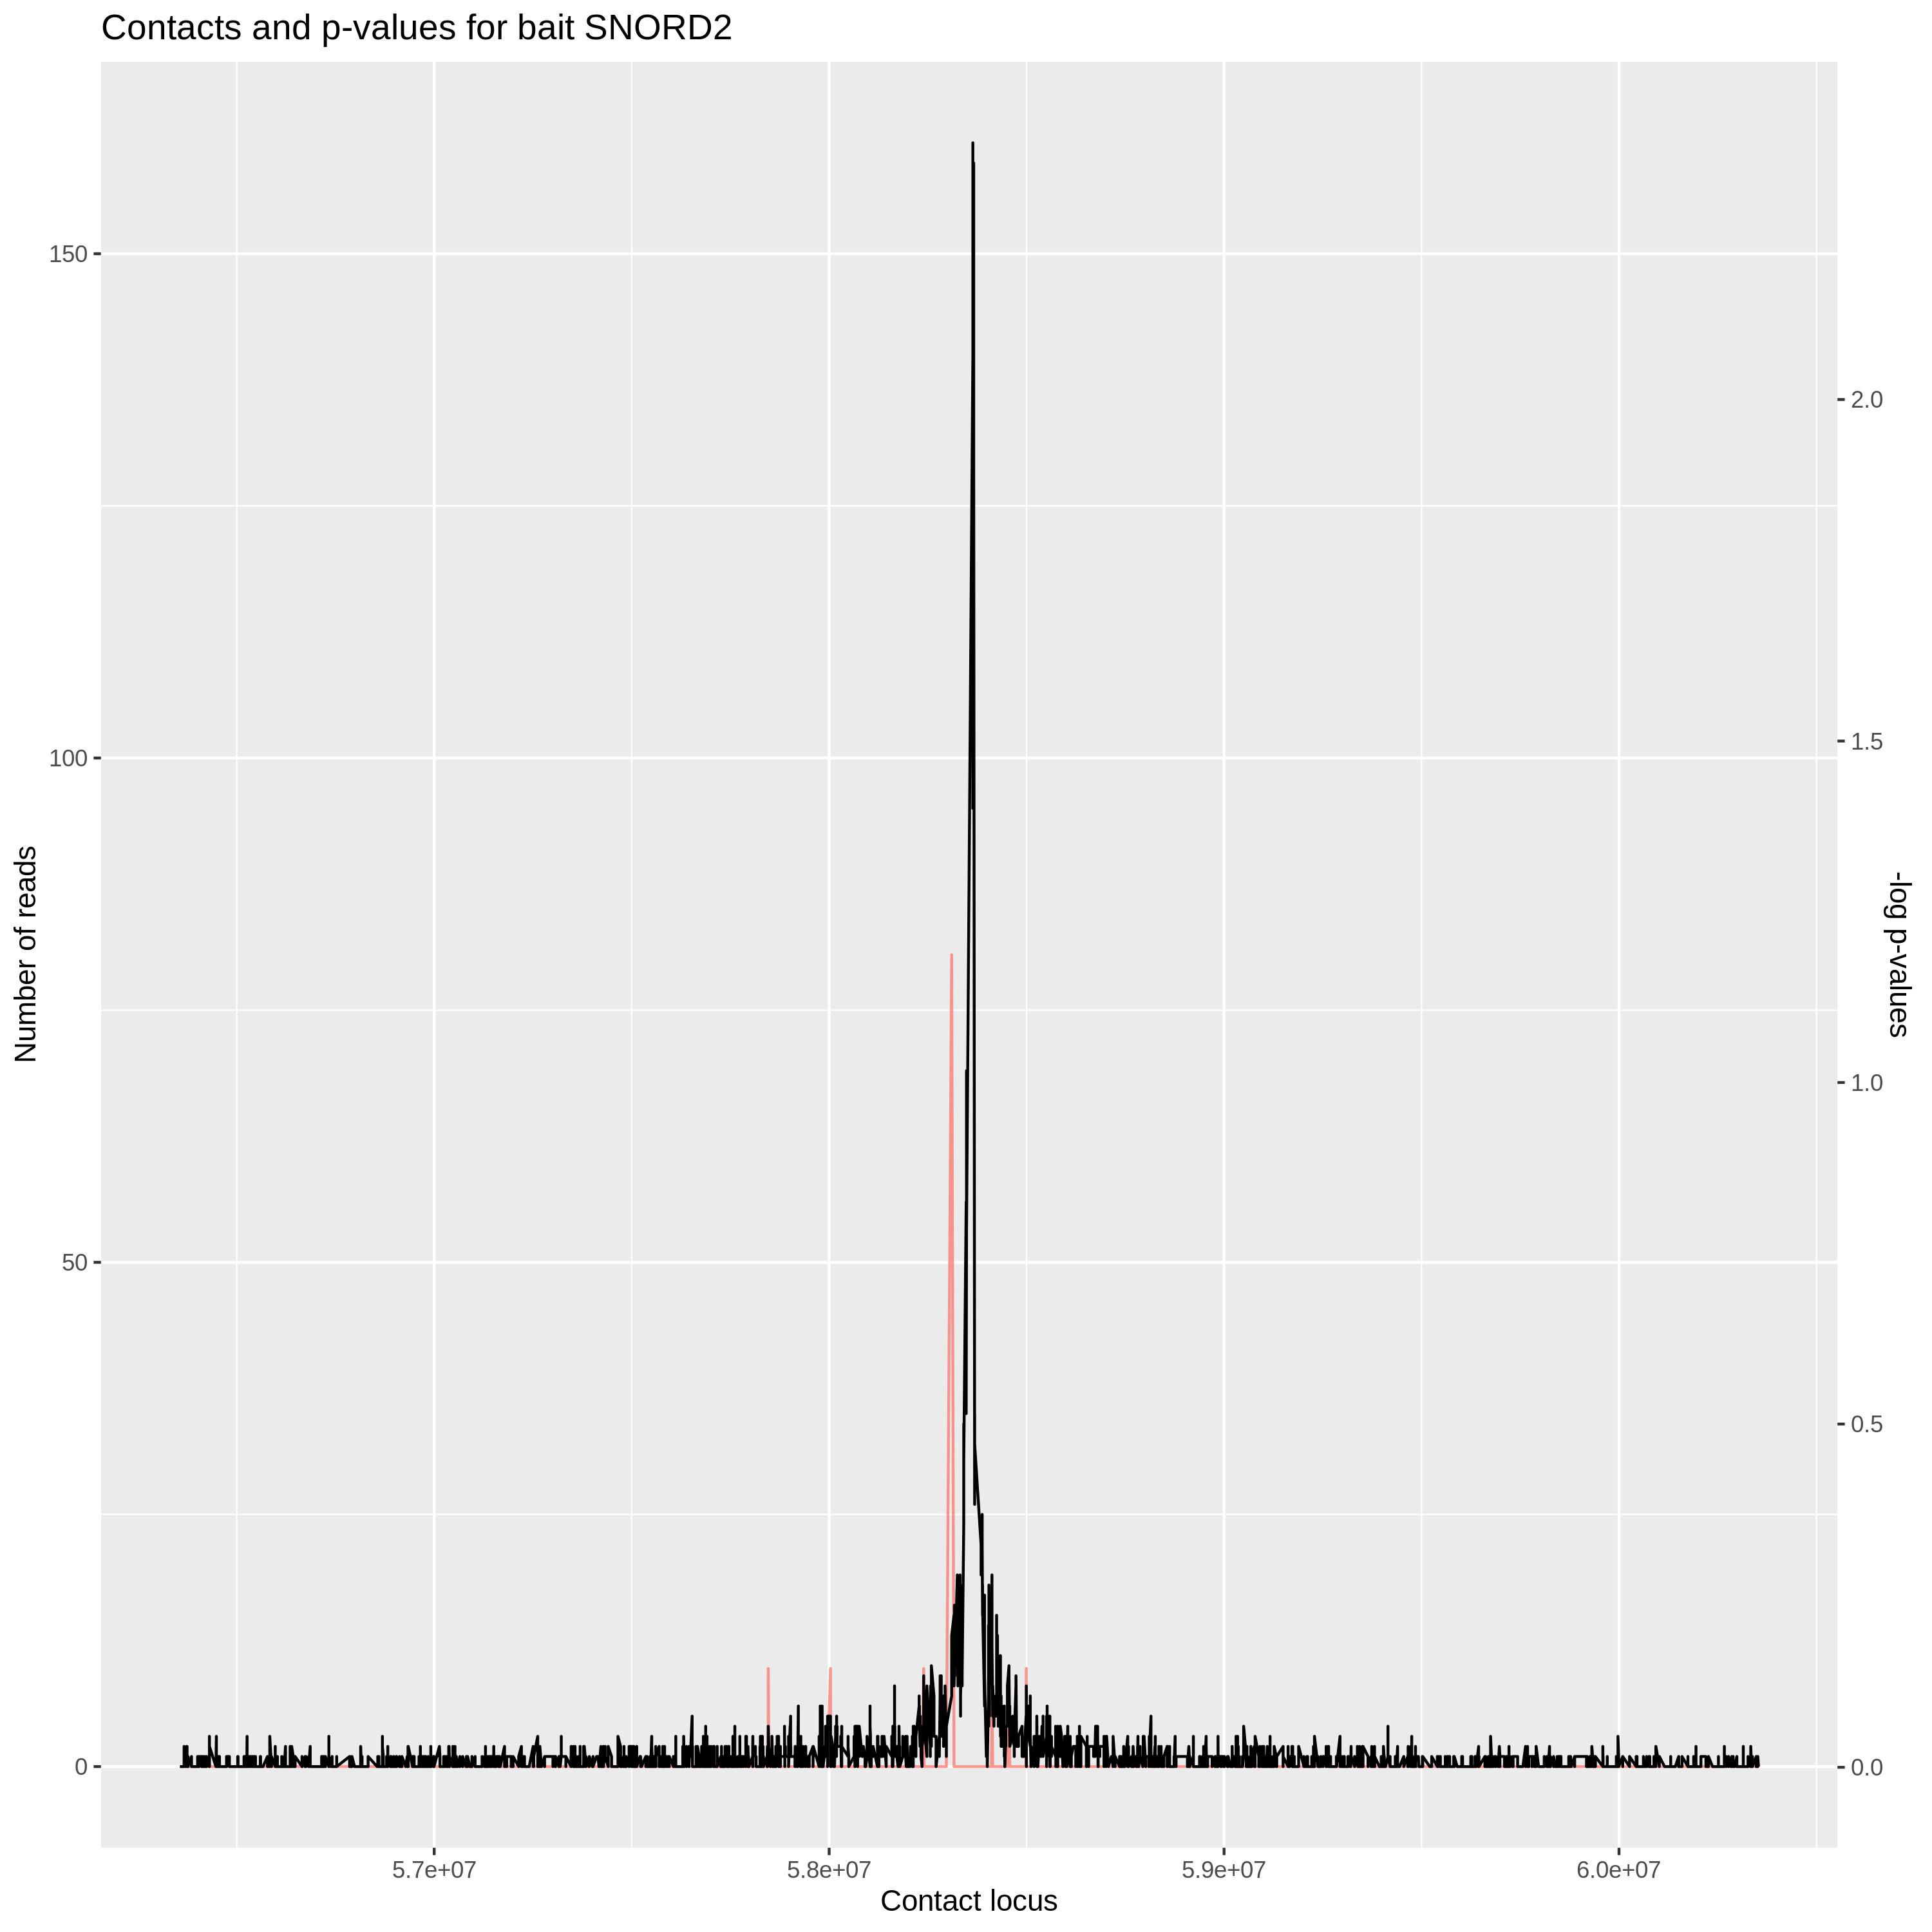 Contacts and p-values for bait SNORD2
150
100
50
0
Number of reads
2.0
1.5
1.0
0.5
0.0
-log p-values
5.7e+07
5.8e+07
5.9e+07
6.0e+07
Contact locus